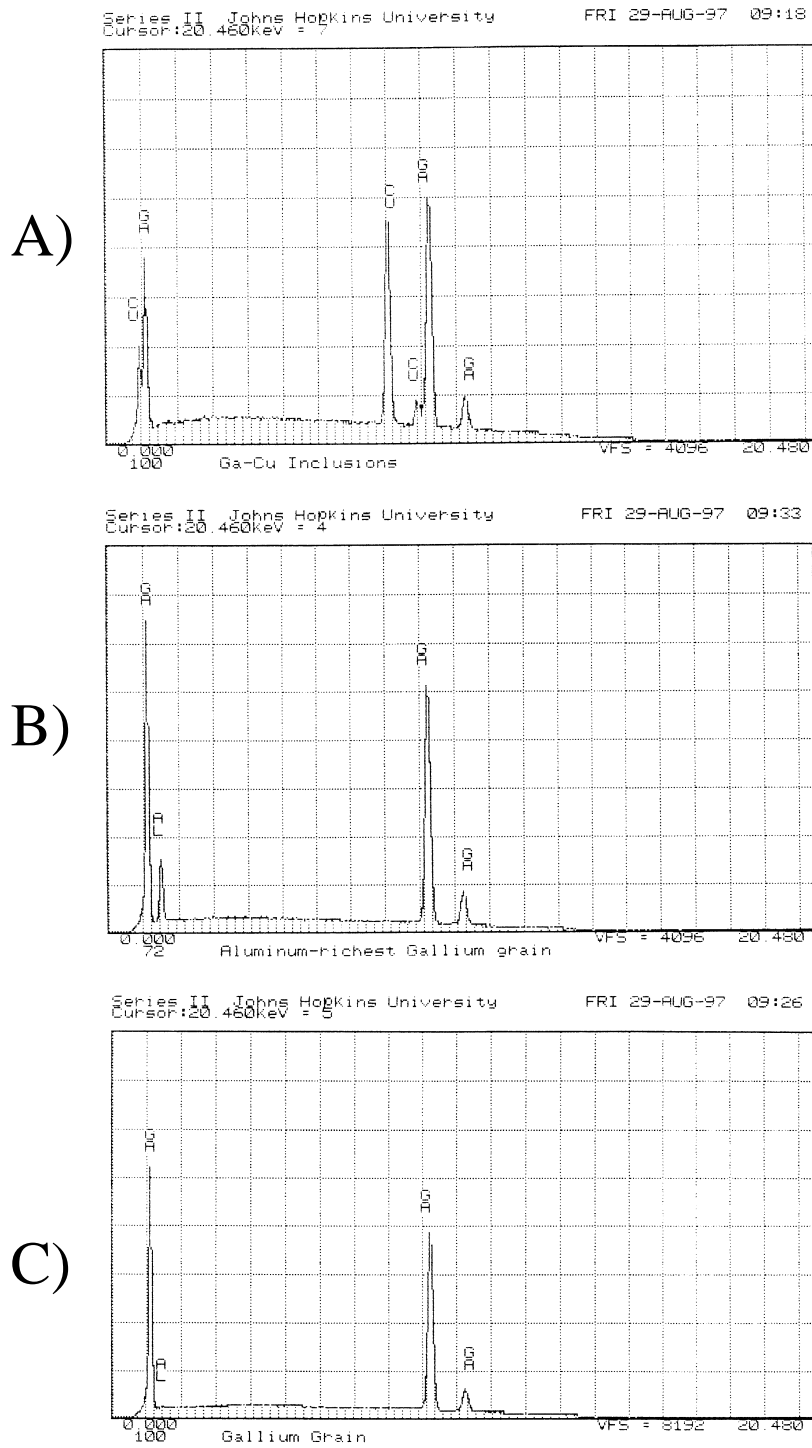 Series II Johns Hopkins University FRI 29-AUG-97 09:18
Cursor:20.460keV = 7
A)
GA
CU
GA
CU
CU
GA
0.000 VFS = 4096 20.480
100 Ga-Cu Inclusions
Series II Johns Hopkins University FRI 29-AUG-97 09:33
Cursor:20.460keV = 4
B)
GA
GA
AL
GA
0.000 VFS = 4096 20.480
72 Aluminum-richest Gallium grain
Series II Johns Hopkins University FRI 29-AUG-97 09:26
Cursor:20.460keV = 5
C)
GA
GA
AL
GA
0.000 VFS = 8192 20.480
100 Gallium Grain